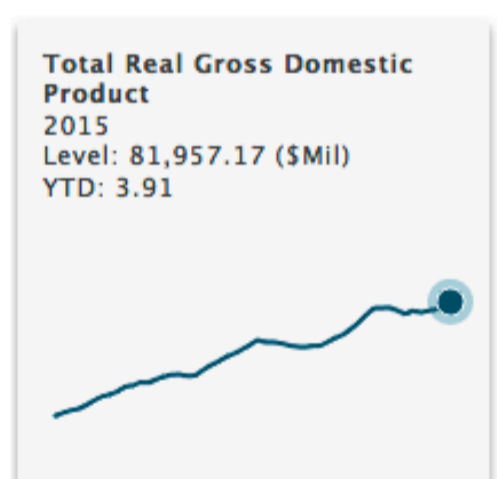 Total Real Gross Domestic
Product
2015
Level: 81,957.17 ($Mil)
YTD: 3.91